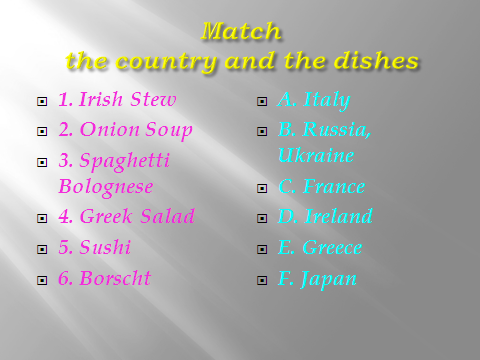 Match
the country and the dishes
1. Irish Stew
2. Onion Soup
3. Spaghetti
Bolognese
4. Greek Salad
5. Sushi
6. Borscht
A. Italy
B. Russia,
Ukraine
C. France
D. Ireland
E. Greece
F. Japan